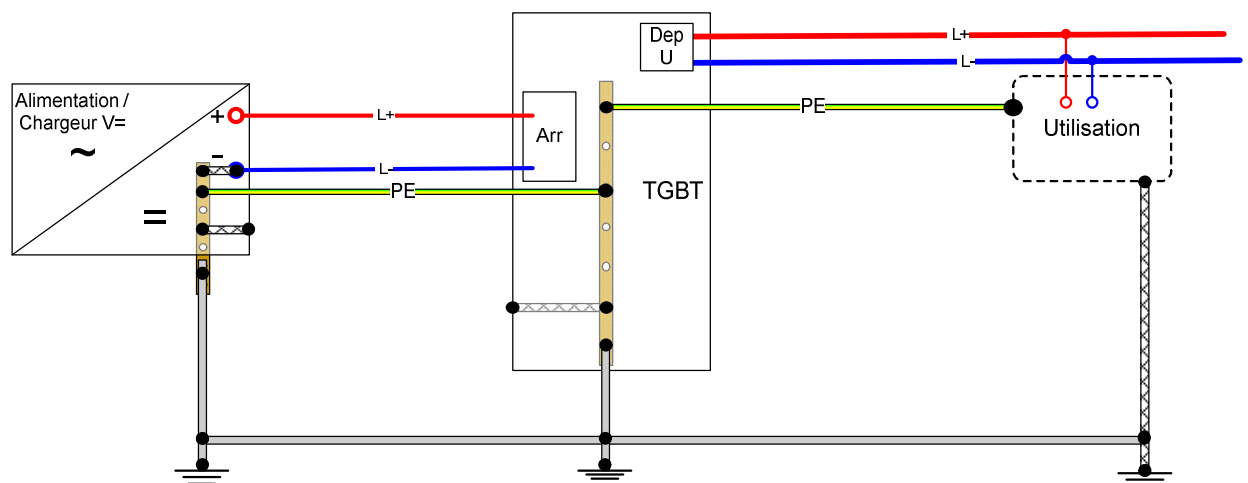 Alimentation /
Chargeur V=
~
=
+
-
L+
L-
PE
Arr
Dep
U
TGBT
L+
L-
PE
Utilisation